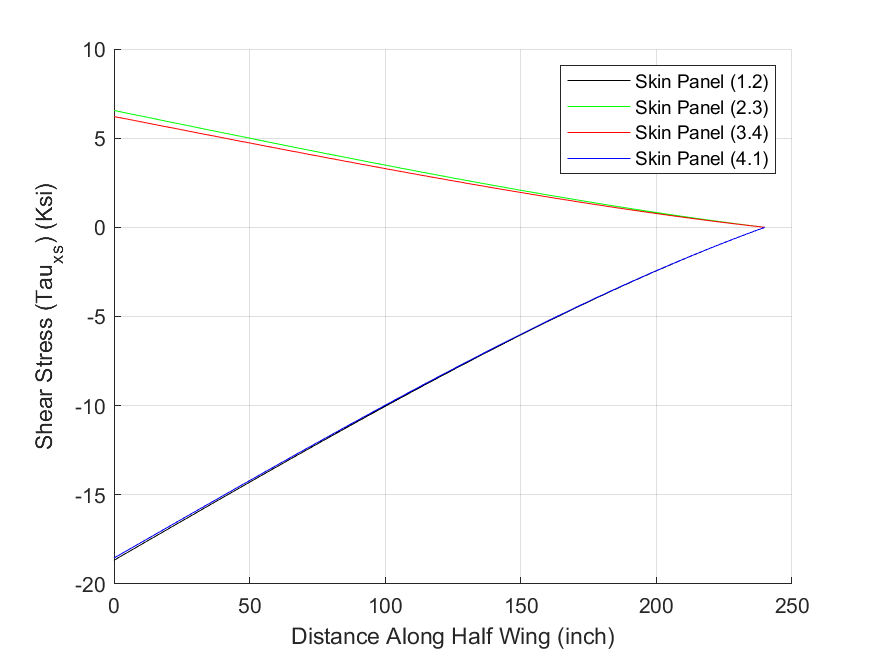 10
5
0
-5
-10
-15
-20
0 50 100 150 200 250
Shear Stress (Tau_xs) (Ksi)
Distance Along Half Wing (inch)
Skin Panel (1.2)
Skin Panel (2.3)
Skin Panel (3.4)
Skin Panel (4.1)